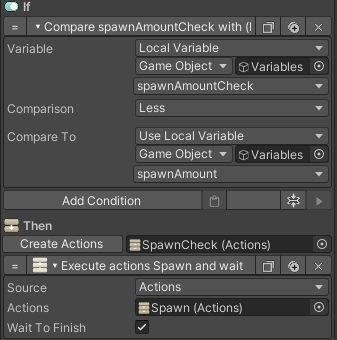 If
= ▾ Compare spawnAmountCheck with (l
Variable Local Variable
Game Object Variables
spawnAmountCheck
Comparison Less
Compare To Use Local Variable
Game Object Variables
spawnAmount
Add Condition
Then
Create Actions SpawnCheck (Actions)
= ▾ Execute actions Spawn and wait
Source Actions
Actions Spawn (Actions)
Wait To Finish